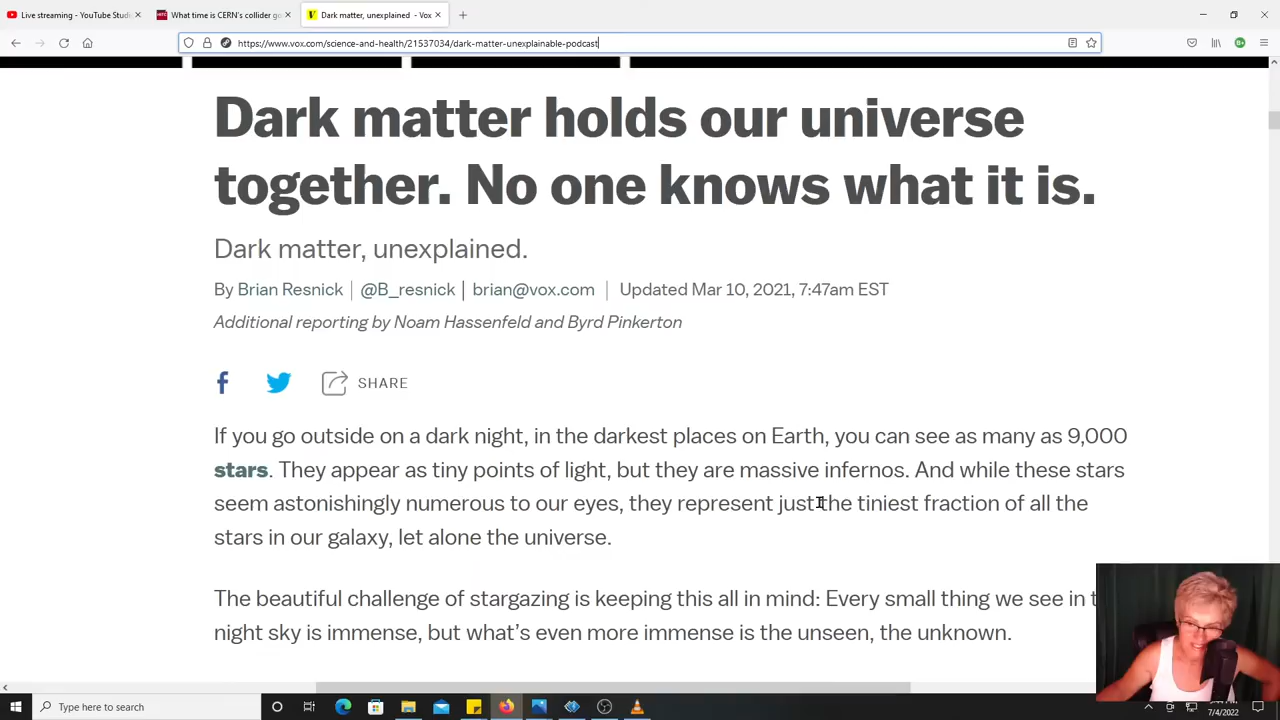 Live streaming - YouTube Stud
What time is CERN's collider go
Dark matter, unexplained - Vox
https://www.vox.com/science-and-health/21537034/dark-matter-unexplainable-podcast
Dark matter holds our universe
together. No one knows what it is.
Dark matter, unexplained.
By Brian Resnick | @B_resnick | brian@vox.com | Updated Mar 10, 2021, 7:47am EST
Additional reporting by Noam Hassenfeld and Byrd Pinkerton
SHARE
If you go outside on a dark night, in the darkest places on Earth, you can see as many as 9,000
stars. They appear as tiny points of light, but they are massive infernos. And while these stars
seem astonishingly numerous to our eyes, they represent just the tiniest fraction of all the
stars in our galaxy, let alone the universe.
The beautiful challenge of stargazing is keeping this all in mind: Every small thing we see in t
night sky is immense, but what's even more immense is the unseen, the unknown.
Type here to search
7/4/2022